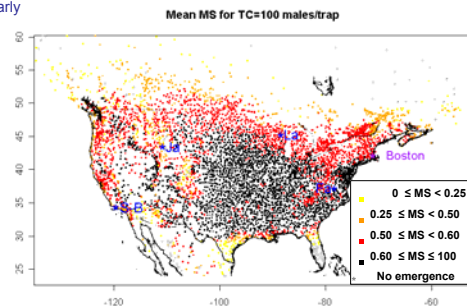 arly
Mean MS for TC=100 males/trap
60
55
50
45
40
35
30
25
La
Ja
Boston
S-B
0 ≤ MS < 0.25
0.25 ≤ MS < 0.50
0.50 ≤ MS < 0.60
0.60 ≤ MS ≤ 100
No emergence
-120
-100
-80
-60